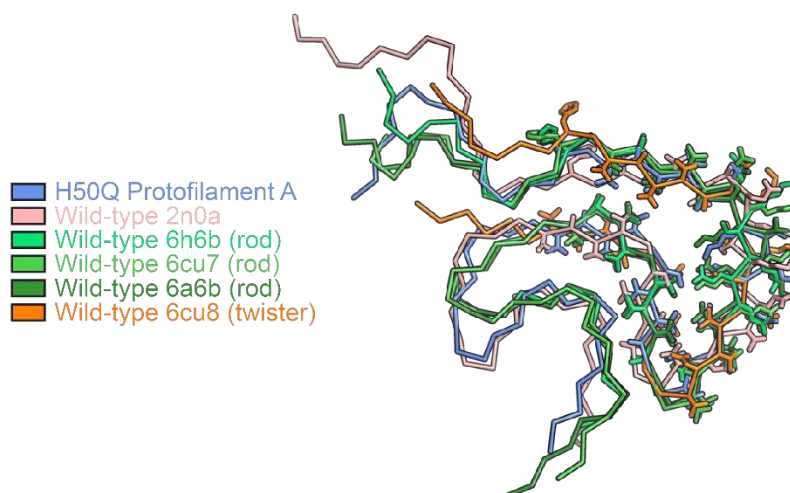 H50Q Protofilament A
Wild-type 2n0a
Wild-type 6h6b (rod)
Wild-type 6cu7 (rod)
Wild-type 6a6b (rod)
Wild-type 6cu8 (twister)